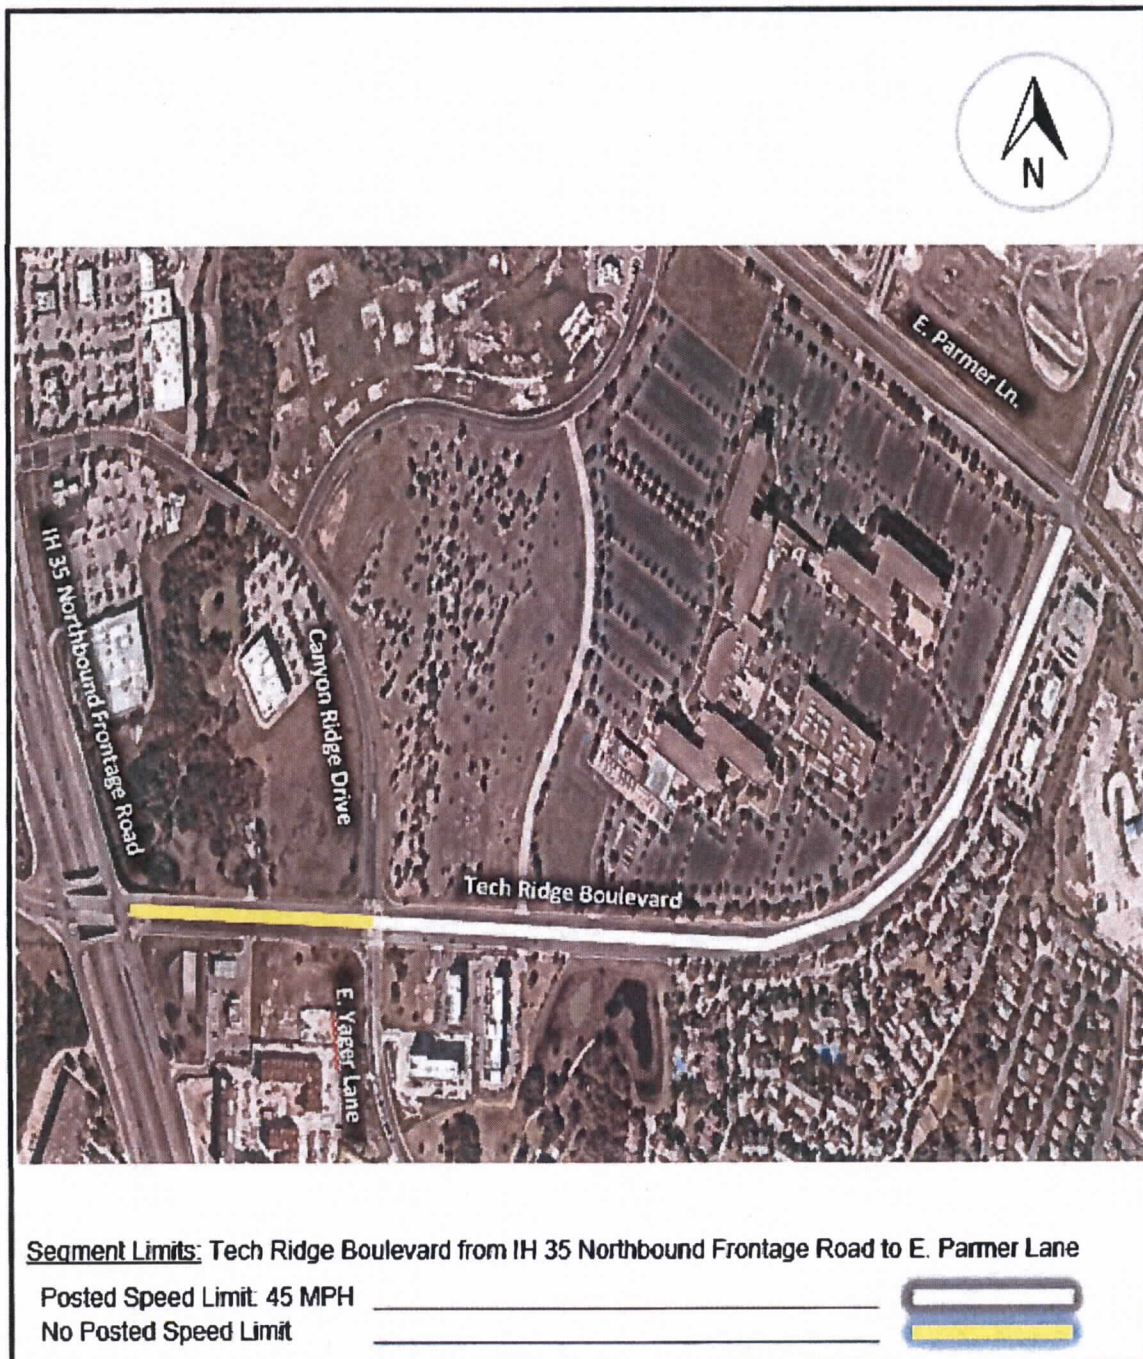 N
E. Parmer Ln.
IH 35 Northbound Frontage Road
Canyon Ridge Drive
Tech Ridge Boulevard
E. Yager Lane
Segment Limits: Tech Ridge Boulevard from IH 35 Northbound Frontage Road to E. Parmer Lane
Posted Speed Limit: 45 MPH
No Posted Speed Limit